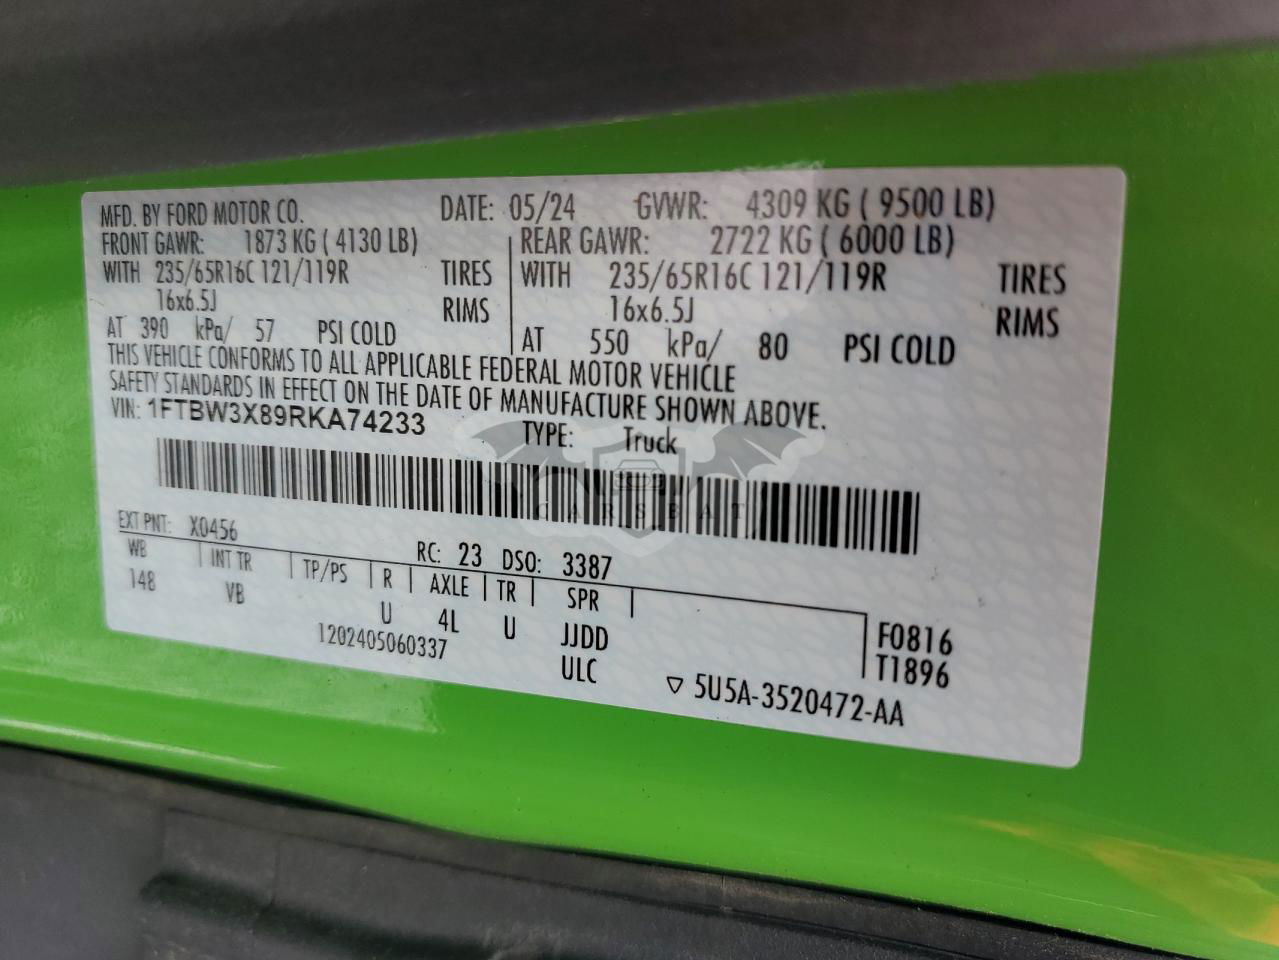 MFD. BY FORD MOTOR CO. DATE: 05/24 GVWR: 4309 KG ( 9500 LB)
FRONT GAWR: 1873 KG ( 4130 LB) REAR GAWR: 2722 KG ( 6000 LB)
WITH 235/65R16C 121/119R TIRES WITH 235/65R16C 121/119R TIRES
16x6.5J RIMS 16x6.5J RIMS
AT 390 kPa/ 57 PSI COLD AT 550 kPa/ 80 PSI COLD
THIS VEHICLE CONFORMS TO ALL APPLICABLE FEDERAL MOTOR VEHICLE
SAFETY STANDARDS IN EFFECT ON THE DATE OF MANUFACTURE SHOWN ABOVE.
VIN: 1FTBW3X89RKA74233 TYPE: Truck
CARSBAT
EXT PNT: X0456 RC: 23 DSO: 3387
WB INT TR TP/PS R AXLE TR SPR
148 VB U 4L U JJDD F0816
1202405060337 ULC T1896
▽ 5U5A-3520472-AA